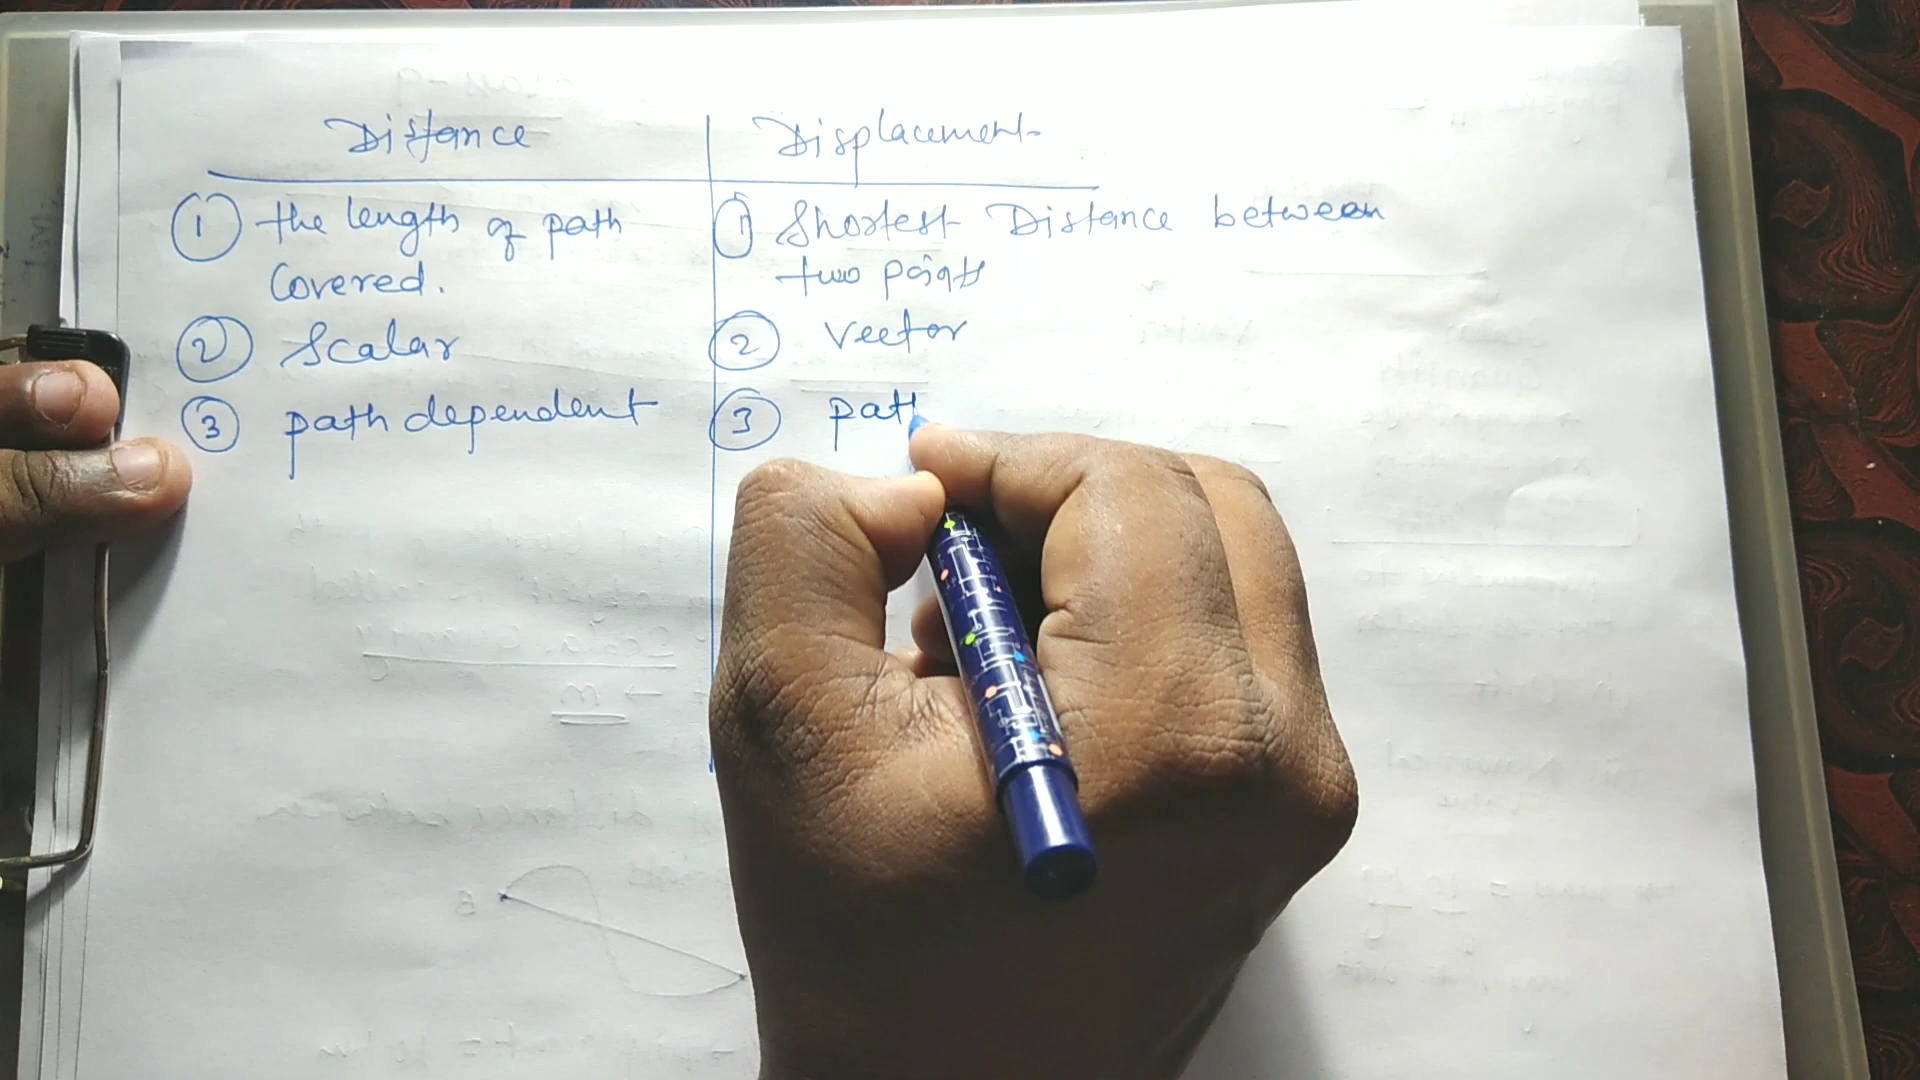 Distance
Displacement
① the length of path
covered.
① Shortest Distance between
two points
② Scalar
② Vector
③ path dependent
③ path